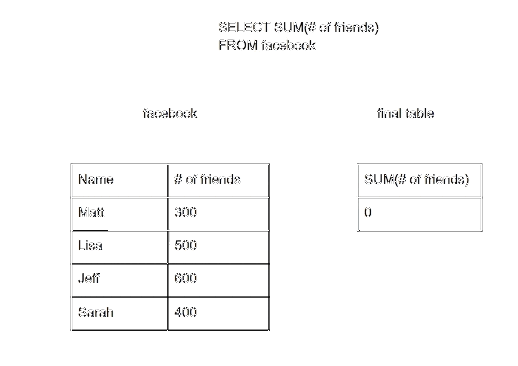 SELECT SUM(# of friends)
FROM facebook
facebook
final table
Name # of friends
Matt 300
Lisa 500
Jeff 600
Sarah 400
SUM(# of friends)
0